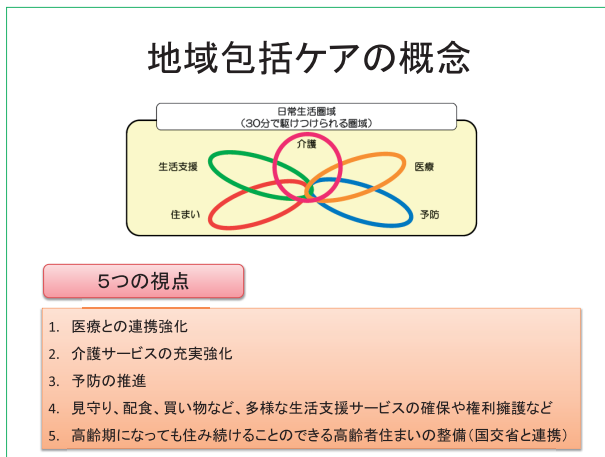 地域包括ケアの概念
日常生活圏域
（30分で駆けつけられる圏域）
介護
生活支援
医療
住まい
予防
5つの視点
1. 医療との連携強化
2. 介護サービスの充実強化
3. 予防の推進
4. 見守り、配食、買い物など、多様な生活支援サービスの確保や権利擁護など
5. 高齢期になっても住み続けることのできる高齢者住まいの整備（国交省と連携）